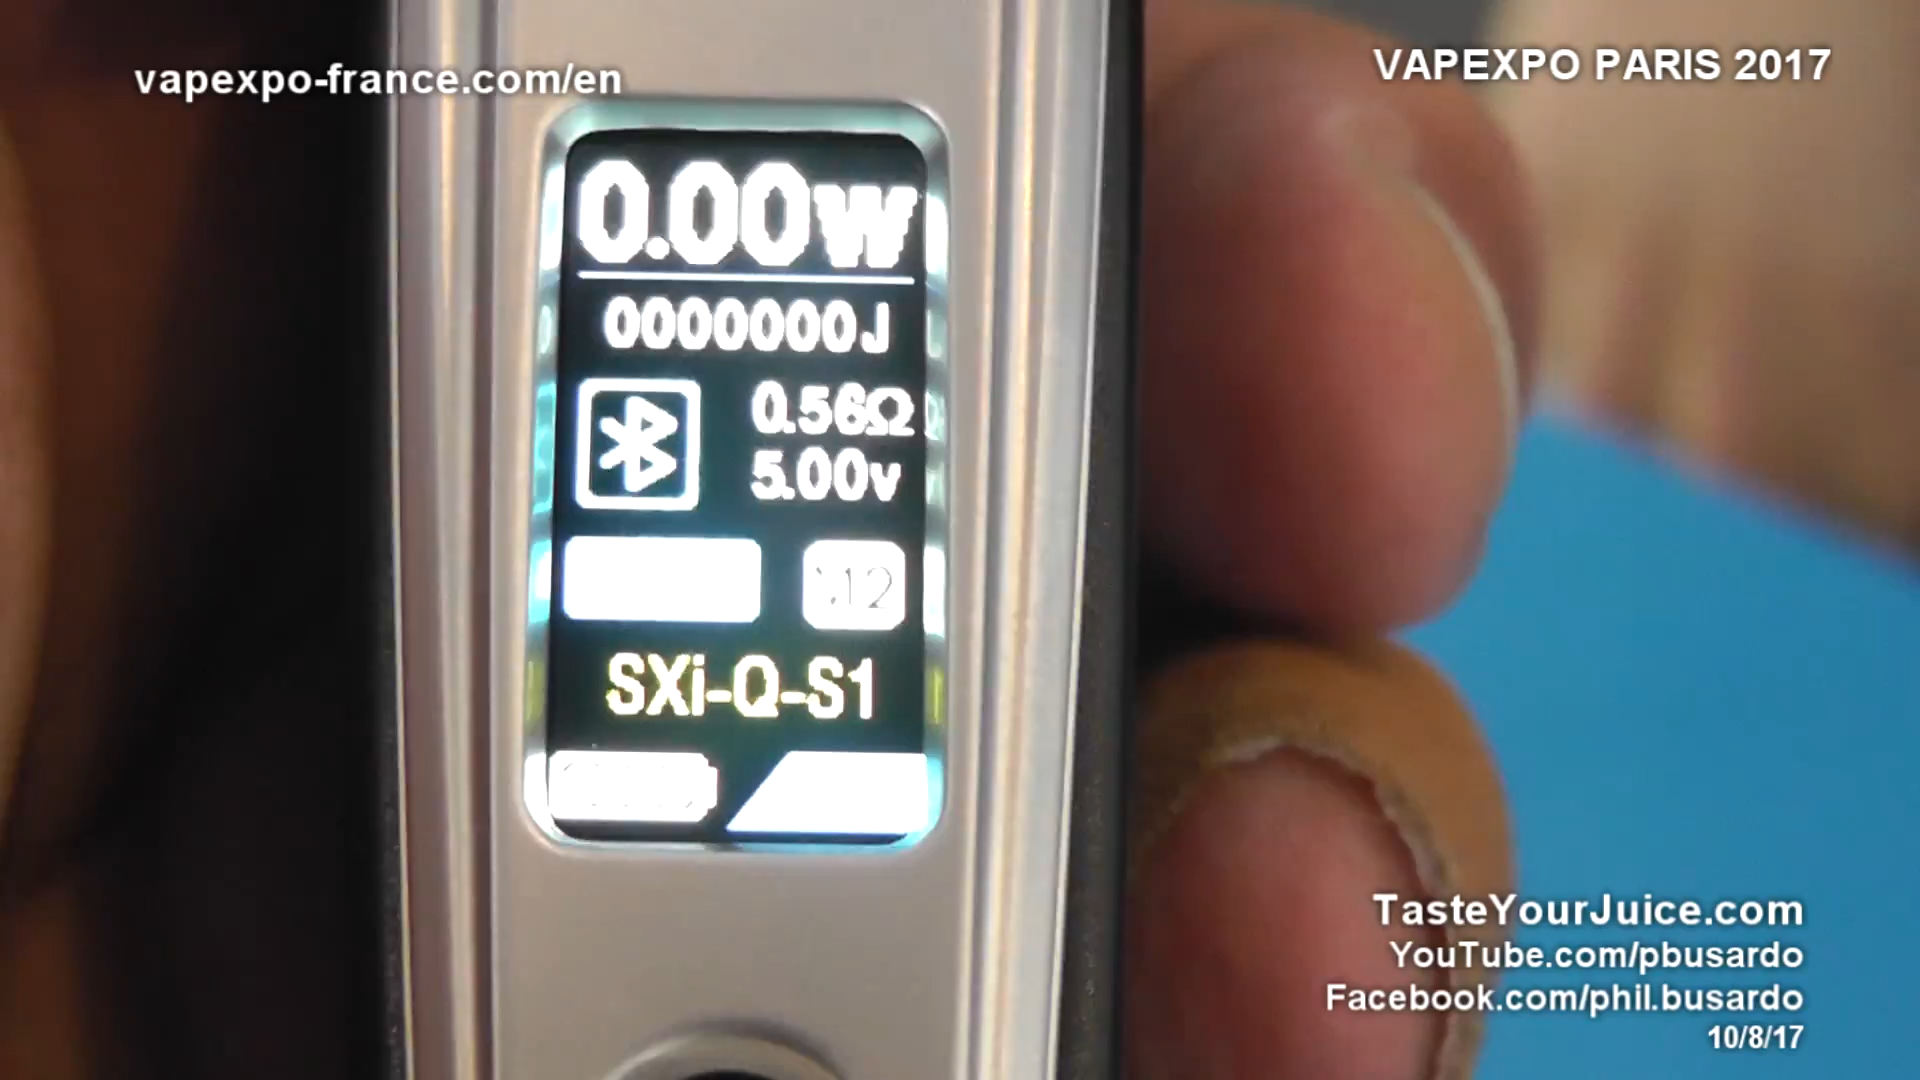 vapexpo-france.com/en
VAPEXPO PARIS 2017
0.00W
0000000J
0.56Ω
5.00v
SXi-Q-S1
TasteYourJuice.com
YouTube.com/pbusardo
Facebook.com/phil.busardo
10/8/17